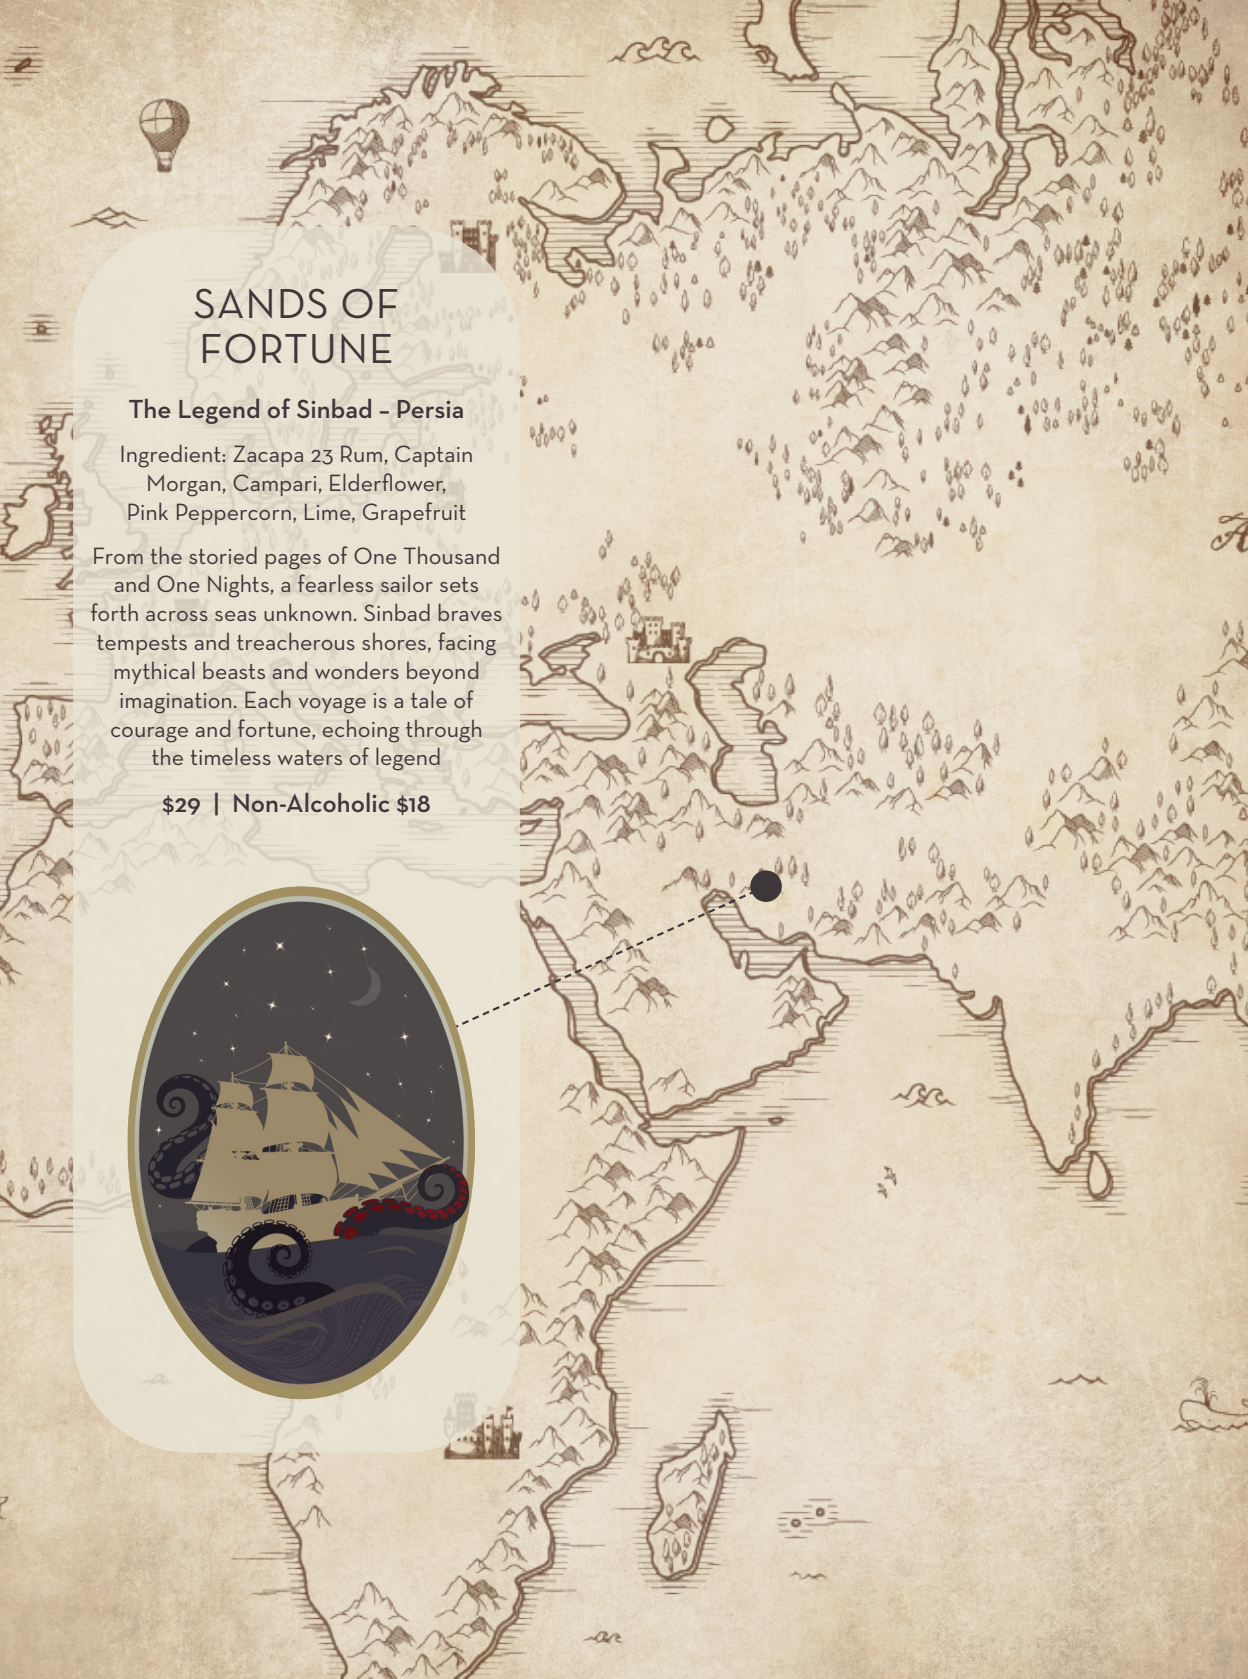 SANDS OF
FORTUNE
The Legend of Sinbad – Persia
Ingredient: Zacapa 23 Rum, Captain
Morgan, Campari, Elderflower,
Pink Peppercorn, Lime, Grapefruit
From the storied pages of One Thousand
and One Nights, a fearless sailor sets
forth across seas unknown. Sinbad braves
tempests and treacherous shores, facing
mythical beasts and wonders beyond
imagination. Each voyage is a tale of
courage and fortune, echoing through
the timeless waters of legend
$29 | Non-Alcoholic $18